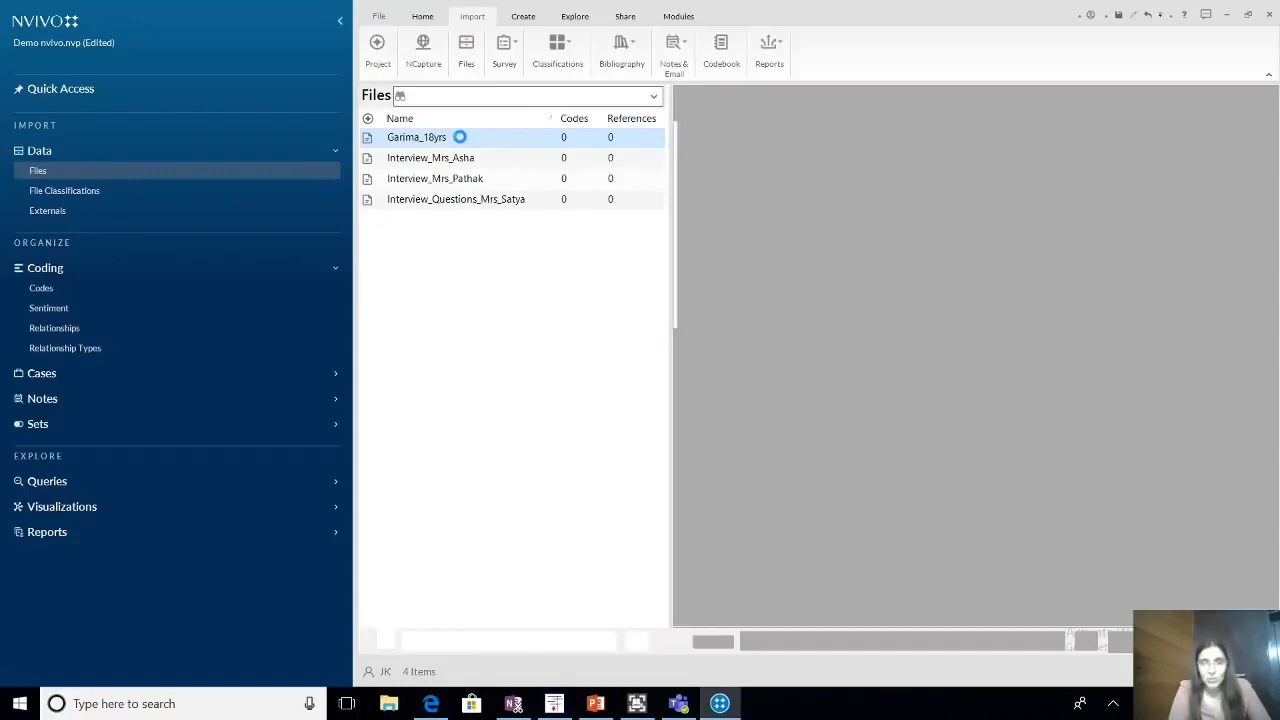 NVIVO
Demo nvivo.nvp (Edited)
Quick Access
IMPORT
Data
Files
File Classifications
Externals
ORGANIZE
Coding
Codes
Sentiment
Relationships
Relationship Types
Cases
Notes
Sets
EXPLORE
Queries
Visualizations
Reports
File Home Import Create Explore Share Modules
Project NCapture Files Survey Classifications Bibliography Notes & Email Codebook Reports
Files
Name Codes References
Garima_18yrs 0 0
Interview_Mrs_Asha 0 0
Interview_Mrs_Pathak 0 0
Interview_Questions_Mrs_Satya 0 0
JK 4 Items
Type here to search